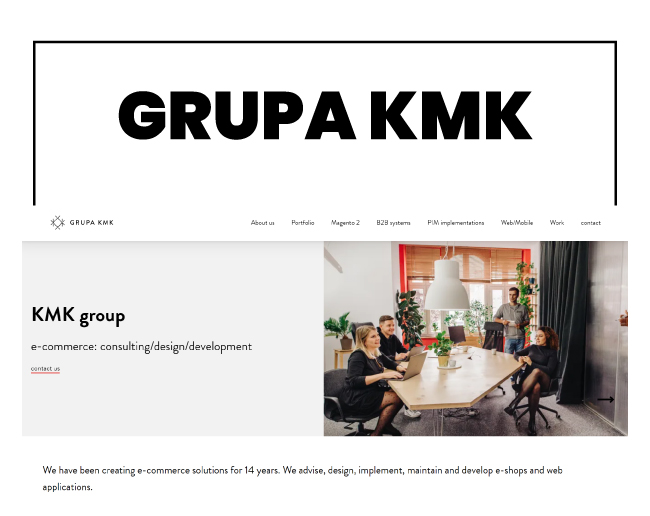 GRUPA KMK
GRUPA KMK
About us Portfolio Magento 2 B2B systems PIM implementations Web/Mobile Work contact
KMK group
e-commerce: consulting/design/development
contact us
We have been creating e-commerce solutions for 14 years. We advise, design, implement, maintain and develop e-shops and web
applications.